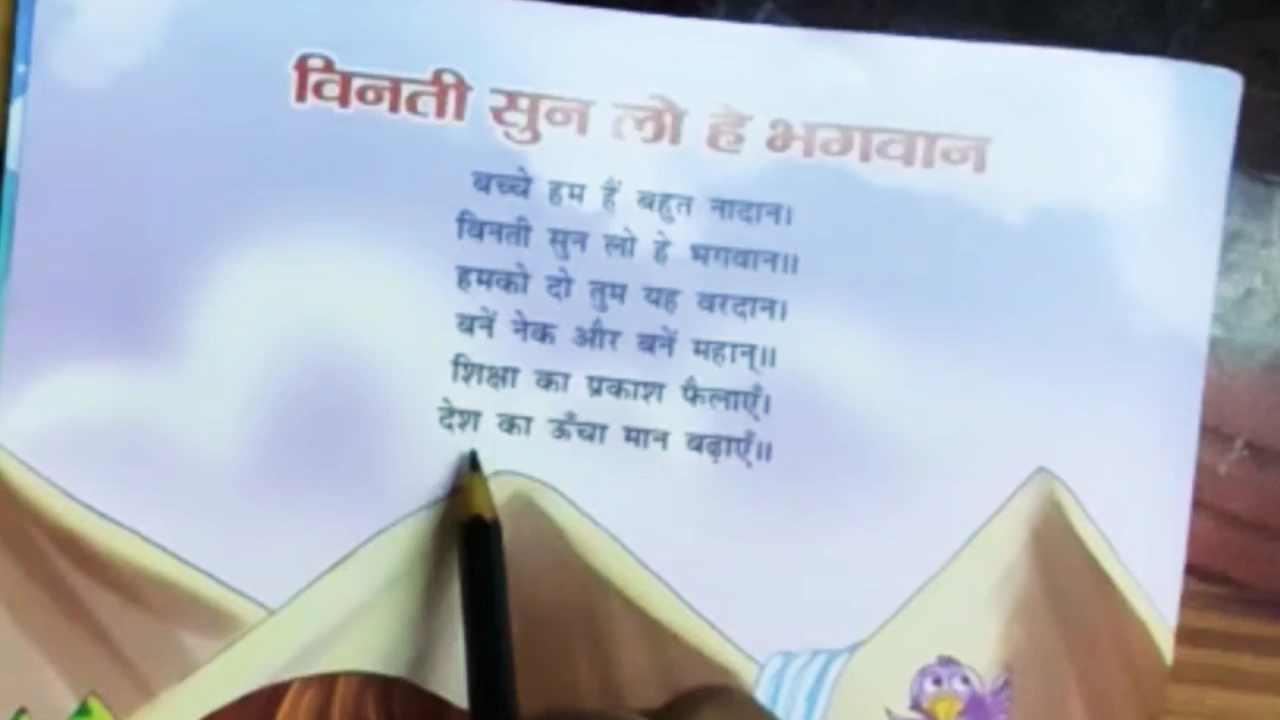 विनती सुन लो हे भगवान
बच्चे हम हैं बहुत नादान।
विनती सुन लो हे भगवान॥
हमको दो तुम यह वरदान।
बनें नेक और बनें महान्॥
शिक्षा का प्रकाश फैलाएँ।
देश का ऊँचा मान बढ़ाएँ॥